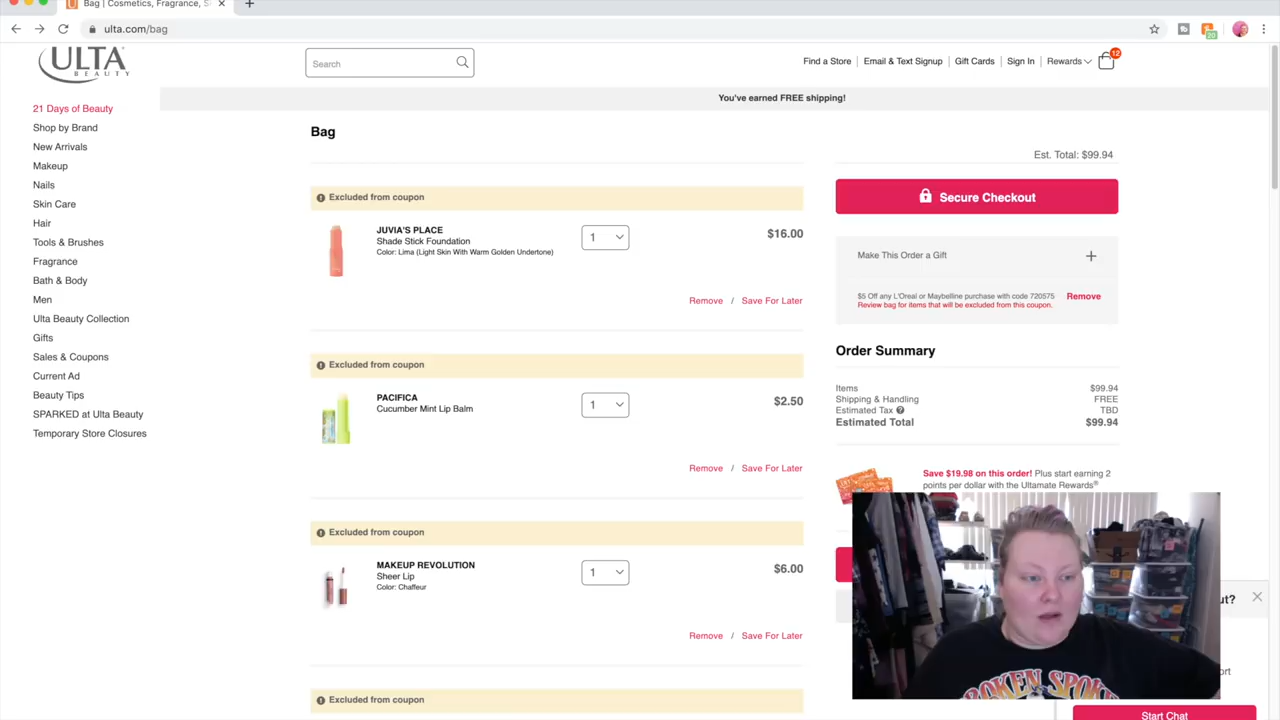 Bag | Cosmetics, Fragrance, S
ulta.com/bag
20
ULTA
BEAUTY
Search
Find a Store
Email & Text Signup
Gift Cards
Sign In
Rewards
12
You've earned FREE shipping!
21 Days of Beauty
Shop by Brand
New Arrivals
Makeup
Nails
Skin Care
Hair
Tools & Brushes
Fragrance
Bath & Body
Men
Ulta Beauty Collection
Gifts
Sales & Coupons
Current Ad
Beauty Tips
SPARKED at Ulta Beauty
Temporary Store Closures
Bag
Excluded from coupon
JUVIA'S PLACE
Shade Stick Foundation
Color: Lima (Light Skin With Warm Golden Undertone)
1
$16.00
Remove / Save For Later
Excluded from coupon
PACIFICA
Cucumber Mint Lip Balm
1
$2.50
Remove / Save For Later
Excluded from coupon
MAKEUP REVOLUTION
Sheer Lip
Color: Chaffeur
1
$6.00
Remove / Save For Later
Excluded from coupon
Est. Total: $99.94
Secure Checkout
Make This Order a Gift
$5 Off any L'Oreal or Maybelline purchase with code 720575
Remove
Review bag for items that will be excluded from this coupon.
Order Summary
Items $99.94
Shipping & Handling FREE
Estimated Tax TBD
Estimated Total $99.94
Save $19.98 on this order! Plus start earning 2
points per dollar with the Ultamate Rewards®
ut?
ort
BROKEN SPOKE
Start Chat